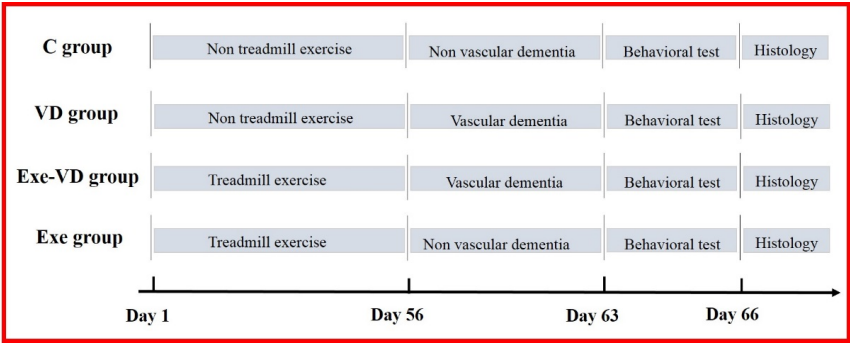 C group Non treadmill exercise Non vascular dementia Behavioral test Histology
VD group Non treadmill exercise Vascular dementia Behavioral test Histology
Exe-VD group Treadmill exercise Vascular dementia Behavioral test Histology
Exe group Treadmill exercise Non vascular dementia Behavioral test Histology
Day 1 Day 56 Day 63 Day 66